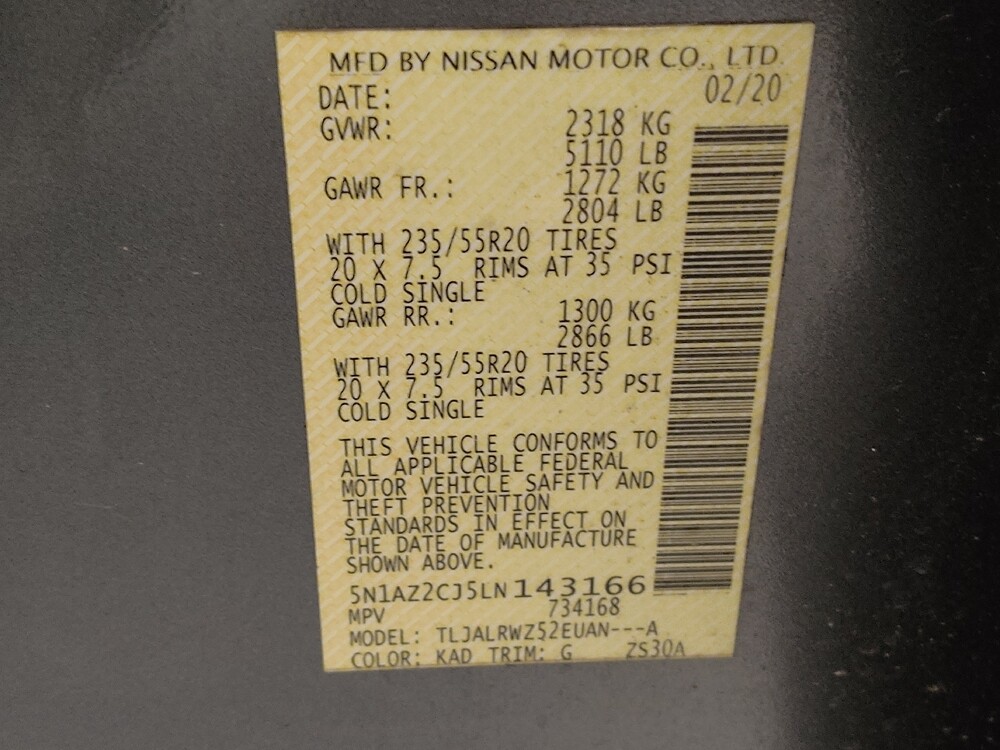 MFD BY NISSAN MOTOR CO., LTD.
DATE: 02/20
GVWR: 2318 KG
5110 LB
GAWR FR.: 1272 KG
2804 LB
WITH 235/55R20 TIRES
20 X 7.5 RIMS AT 35 PSI
COLD SINGLE
GAWR RR.: 1300 KG
2866 LB
WITH 235/55R20 TIRES
20 X 7.5 RIMS AT 35 PSI
COLD SINGLE
THIS VEHICLE CONFORMS TO
ALL APPLICABLE FEDERAL
MOTOR VEHICLE SAFETY AND
THEFT PREVENTION
STANDARDS IN EFFECT ON
THE DATE OF MANUFACTURE
SHOWN ABOVE.
5N1AZ2CJ5LN143166
MPV 734168
MODEL: TLJALRWZ52EUAN---A
COLOR: KAD TRIM: G ZS30A